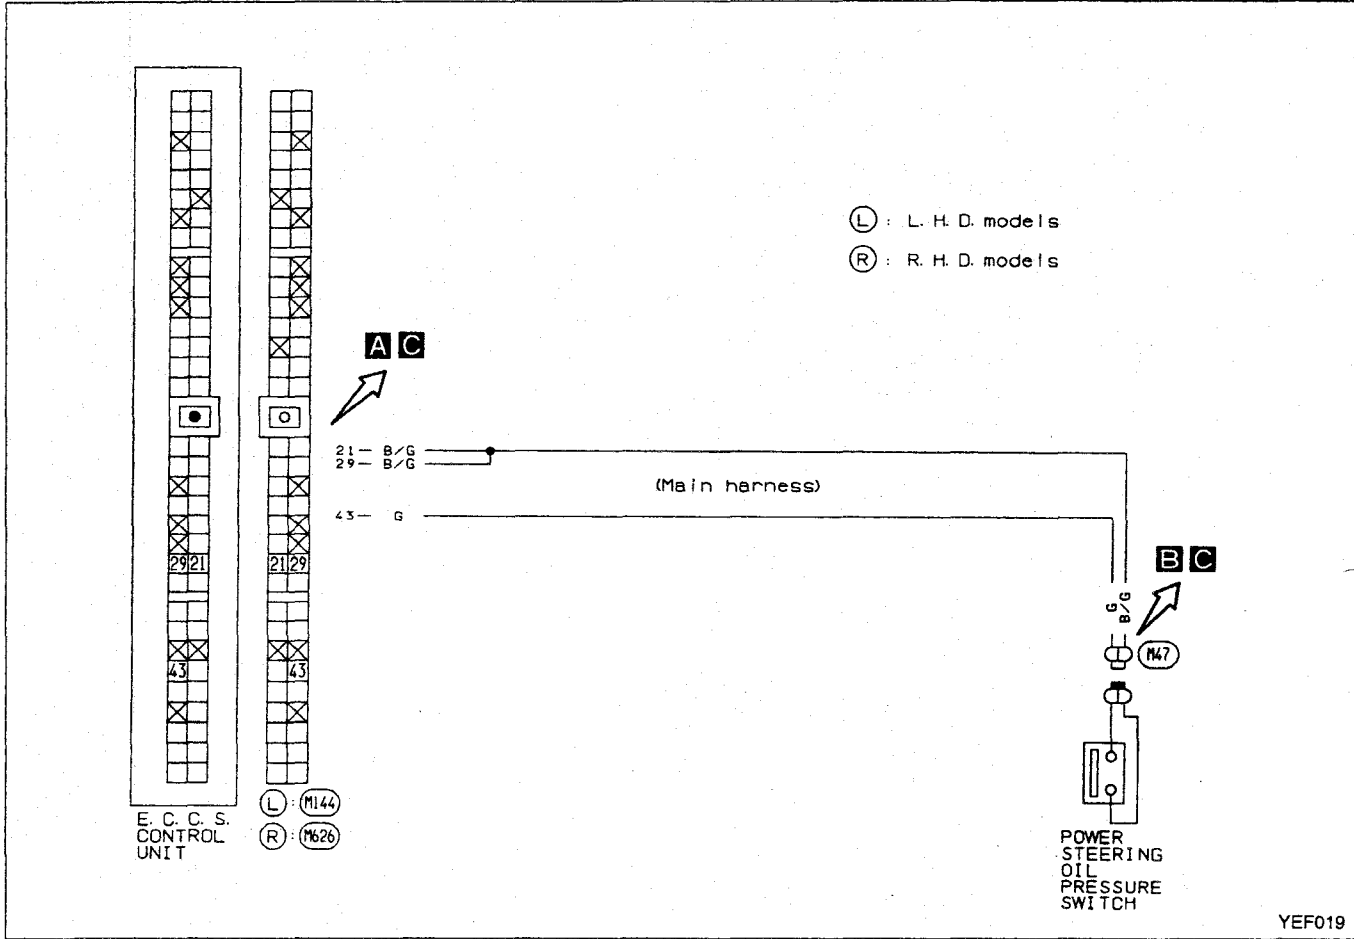 Ⓛ : L. H. D. models
Ⓡ : R. H. D. models
A C
21 B/G
29 B/G
(Main harness)
43 G
29 21
21 29
B C
G
B/G
M47
43
43
Ⓛ : M144
Ⓡ : M626
E. C. C. S.
CONTROL
UNIT
POWER
STEERING
OIL
PRESSURE
SWITCH
YEF019